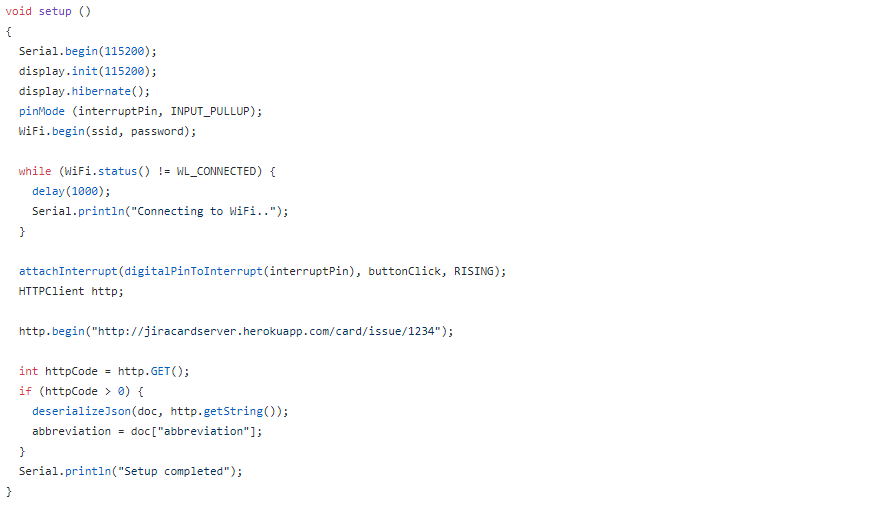 void setup ()
{
  Serial.begin(115200);
  display.init(115200);
  display.hibernate();
  pinMode (interruptPin, INPUT_PULLUP);
  WiFi.begin(ssid, password);

  while (WiFi.status() != WL_CONNECTED) {
    delay(1000);
    Serial.println("Connecting to WiFi..");
  }

  attachInterrupt(digitalPinToInterrupt(interruptPin), buttonClick, RISING);
  HTTPClient http;

  http.begin("http://jiracardserver.herokuapp.com/card/issue/1234");

  int httpCode = http.GET();
  if (httpCode > 0) {
    deserializeJson(doc, http.getString());
    abbreviation = doc["abbreviation"];
  }
  Serial.println("Setup completed");
}